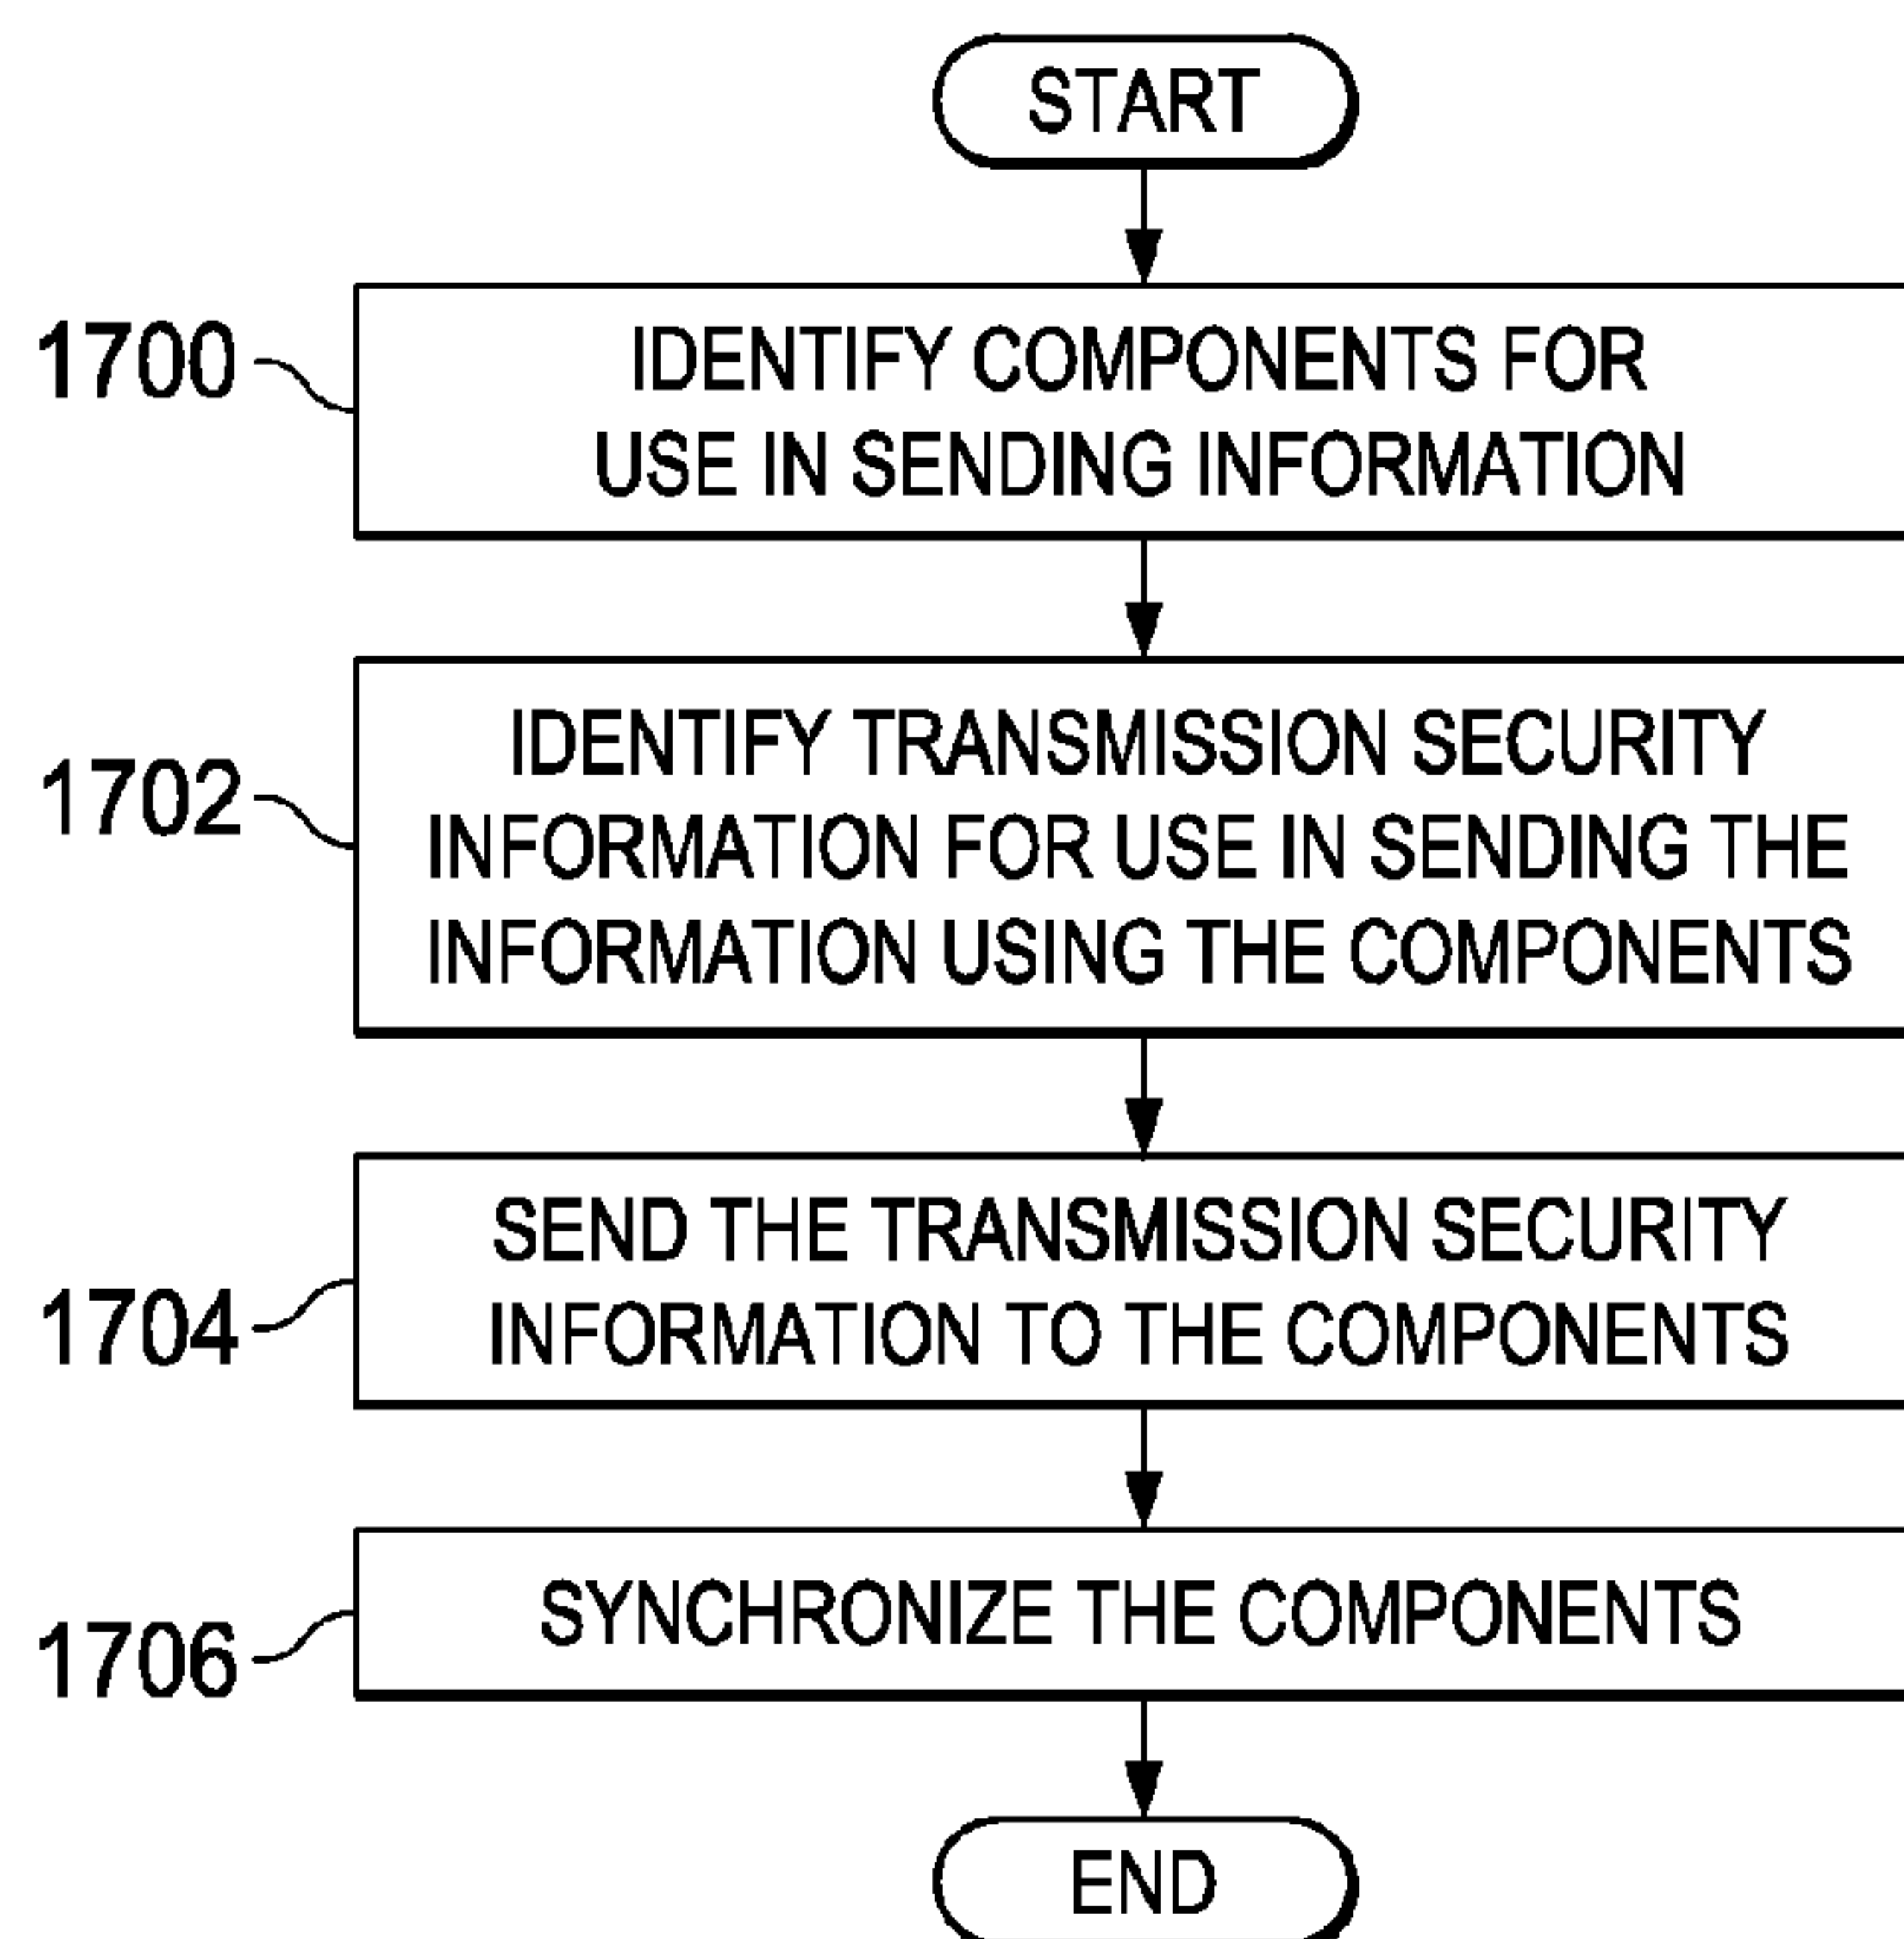 START
1700
IDENTIFY COMPONENTS FOR
USE IN SENDING INFORMATION
1702
IDENTIFY TRANSMISSION SECURITY
INFORMATION FOR USE IN SENDING THE
INFORMATION USING THE COMPONENTS
1704
SEND THE TRANSMISSION SECURITY
INFORMATION TO THE COMPONENTS
1706
SYNCHRONIZE THE COMPONENTS
END